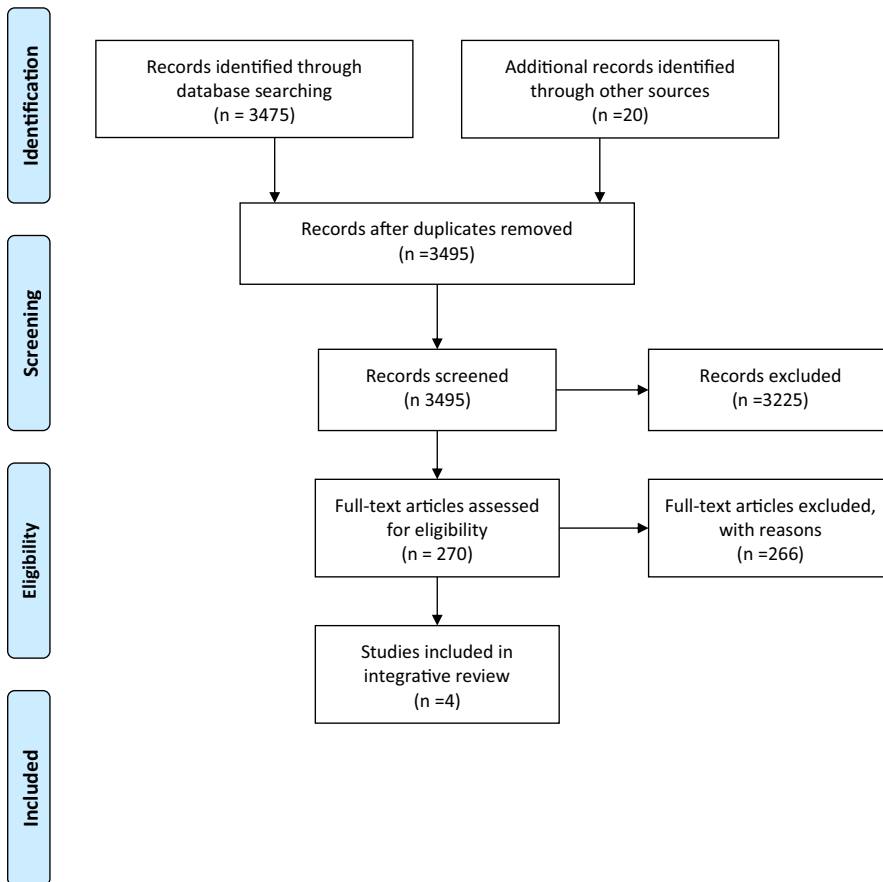 Identification
Records identified through
database searching
(n = 3475)
Additional records identified
through other sources
(n =20)
Records after duplicates removed
(n =3495)
Screening
Records screened
(n 3495)
Records excluded
(n =3225)
Eligibility
Full-text articles assessed
for eligibility
(n = 270)
Full-text articles excluded,
with reasons
(n =266)
Studies included in
integrative review
(n =4)
Included